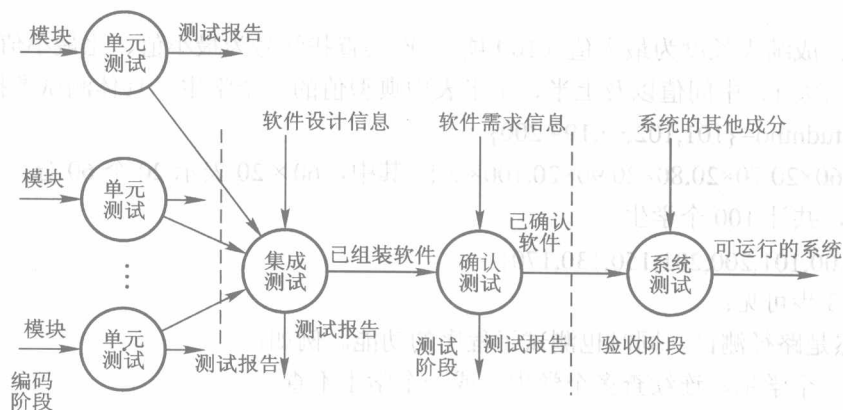 模块
单元
测试
测试报告
软件设计信息
软件需求信息
系统的其他成分
模块
单元
测试
⋮
集成
测试
已组装软件
确认
测试
已确认
软件
系统
测试
可运行的系统
模块
单元
测试
测试报告
测试报告
测试
阶段
测试报告
验收阶段
编码
阶段